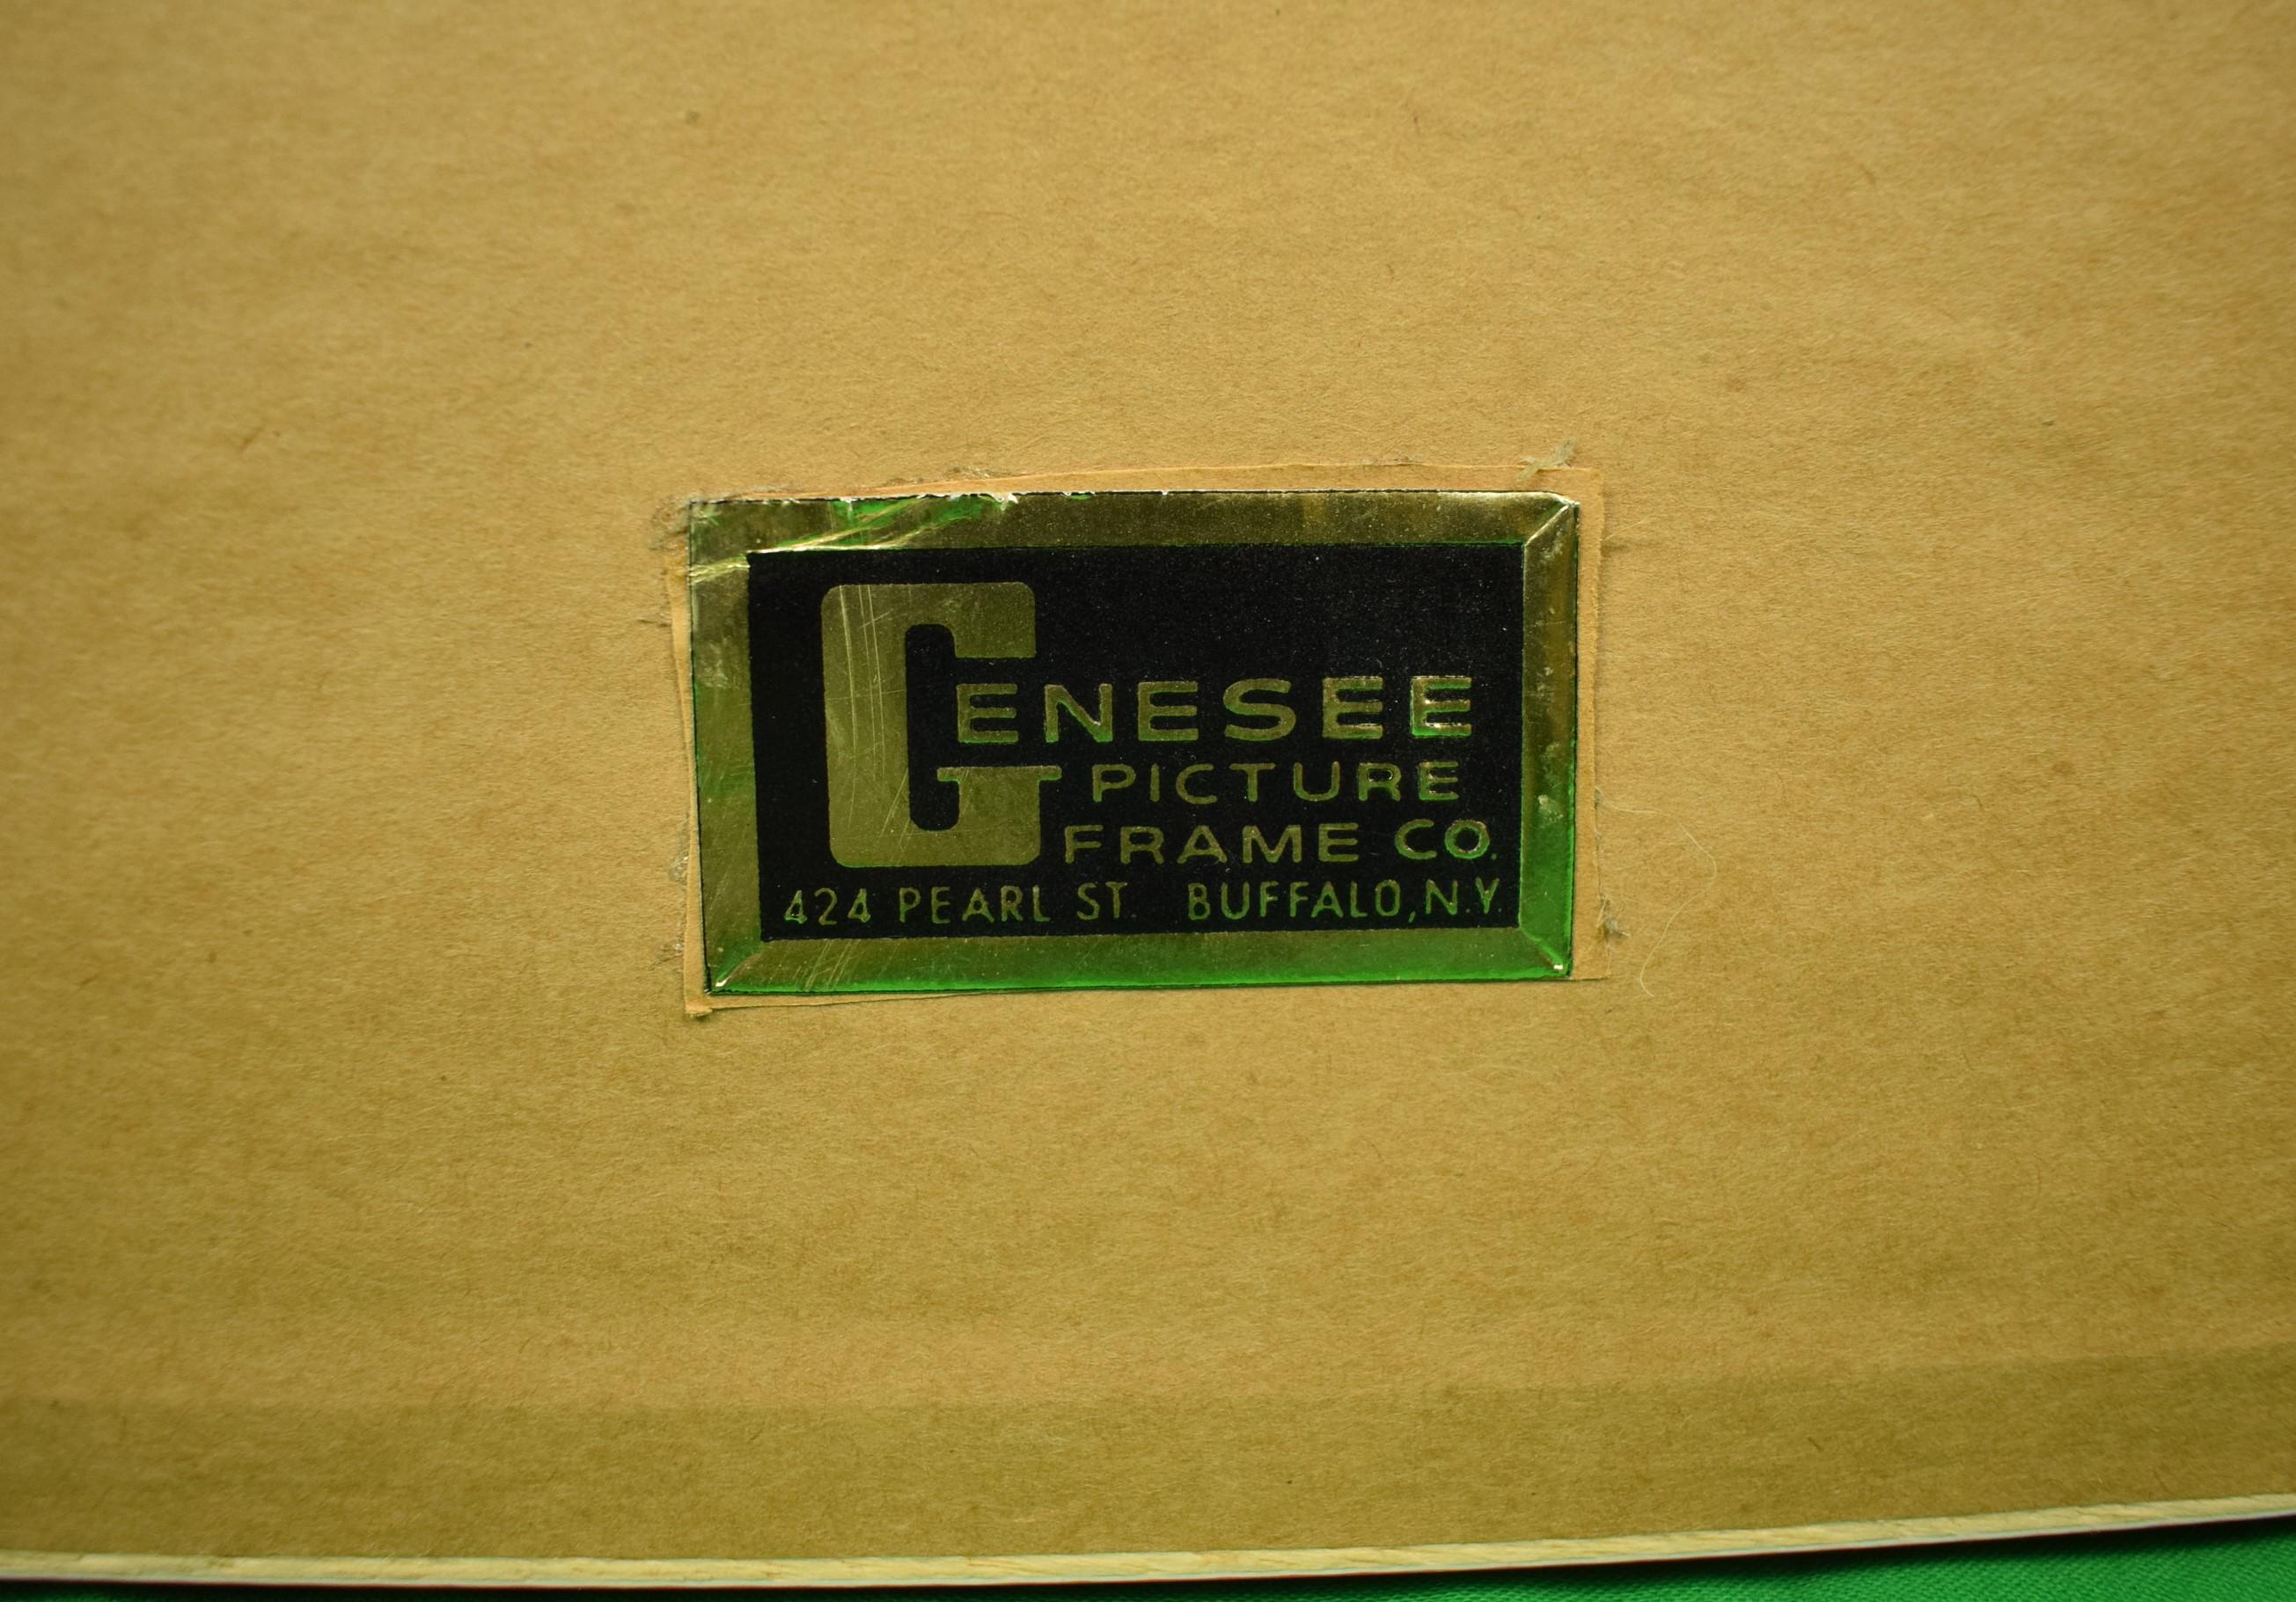 GENESEE
PICTURE
FRAME CO.
424 PEARL ST. BUFFALO, N.Y.